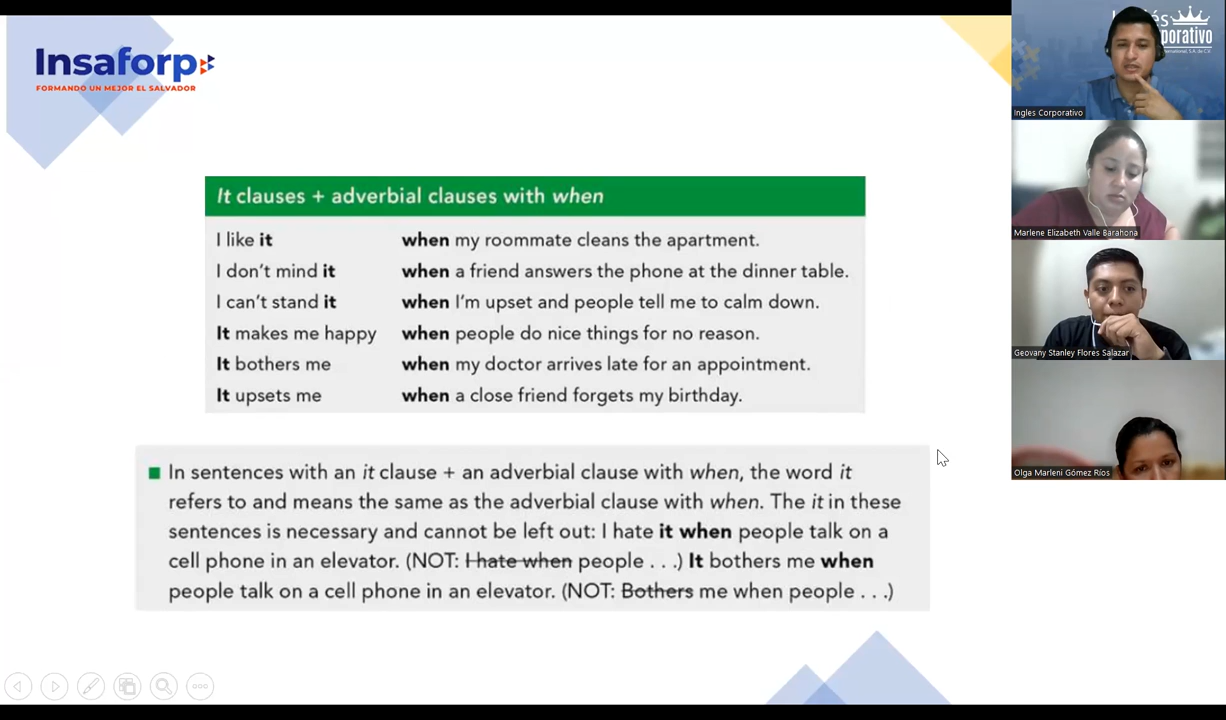 Insaforp
FORMANDO UN MEJOR EL SALVADOR
It clauses + adverbial clauses with when
I like it when my roommate cleans the apartment.
I don't mind it when a friend answers the phone at the dinner table.
I can't stand it when I'm upset and people tell me to calm down.
It makes me happy when people do nice things for no reason.
It bothers me when my doctor arrives late for an appointment.
It upsets me when a close friend forgets my birthday.
In sentences with an it clause + an adverbial clause with when, the word it
refers to and means the same as the adverbial clause with when. The it in these
sentences is necessary and cannot be left out: I hate it when people talk on a
cell phone in an elevator. (NOT: I hate when people . . .) It bothers me when
people talk on a cell phone in an elevator. (NOT: Bothers me when people . . .)
Ingles Corporativo
Marlene Elizabeth Valle Barahona
Geovany Stanley Flores Salazar
Olga Marleni Gómez Ríos